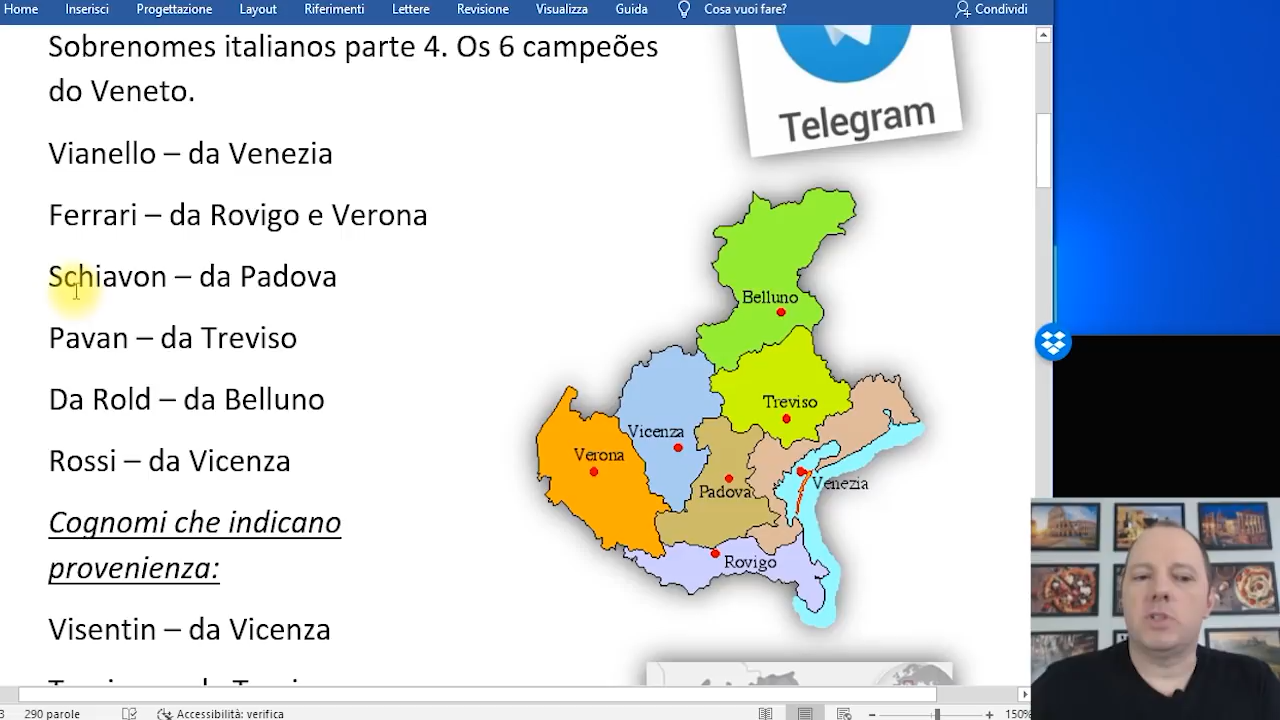 Home Inserisci Progettazione Layout Riferimenti Lettere Revisione Visualizza Guida Cosa vuoi fare? Condividi
Sobrenomes italianos parte 4. Os 6 campeões
do Veneto.
Telegram
Vianello – da Venezia
Ferrari – da Rovigo e Verona
Schiavon – da Padova
Pavan – da Treviso
Da Rold – da Belluno
Rossi – da Vicenza
Cognomi che indicano
provenienza:
Visentin – da Vicenza
Belluno
Treviso
Vicenza
Verona
Padova
Venezia
Rovigo
3 290 parole Accessibilità: verifica 150%